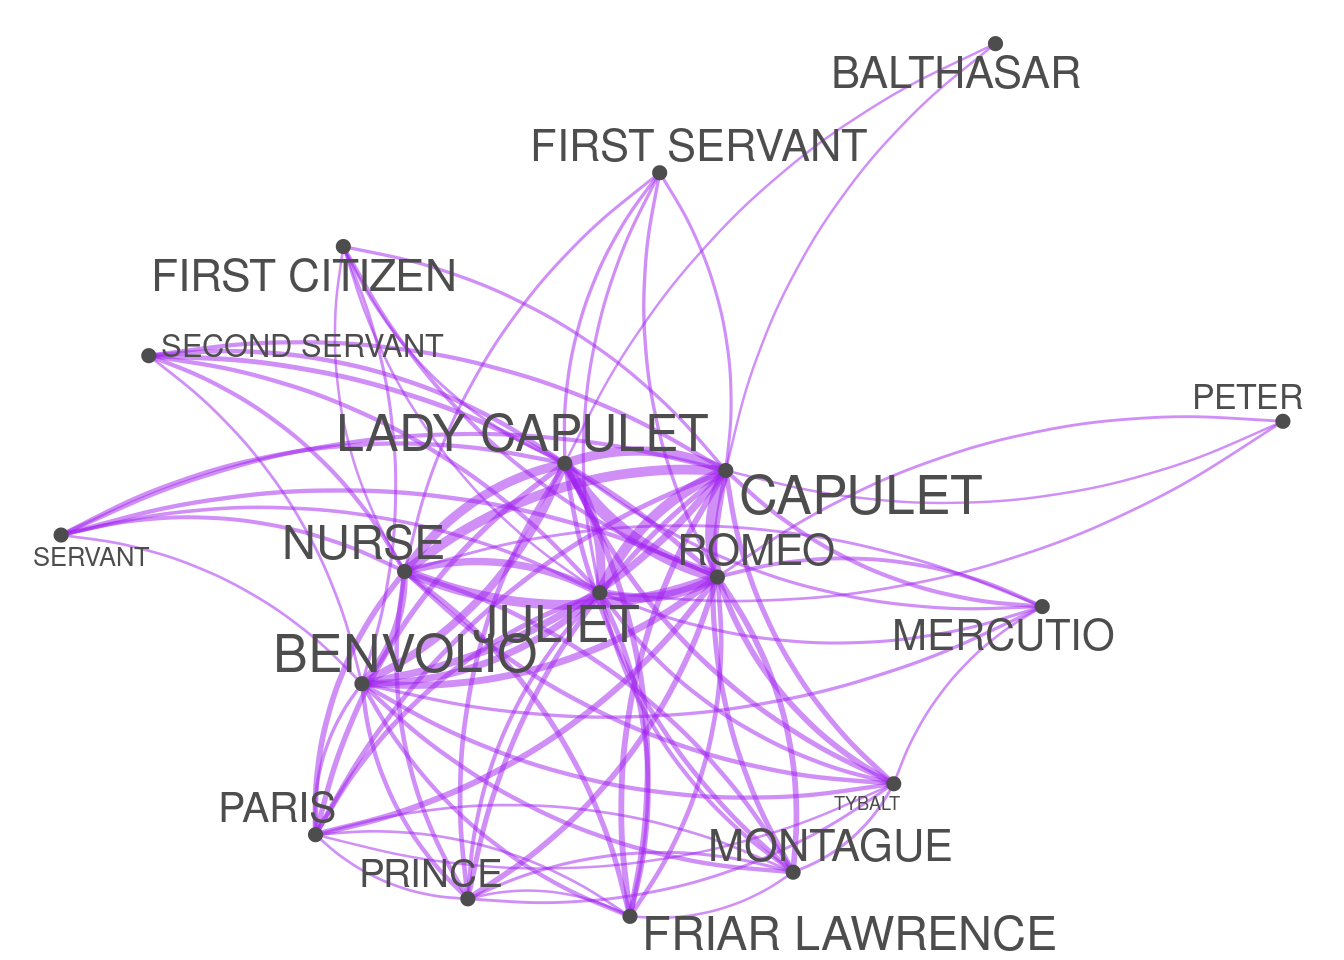 BALTHASAR
FIRST SERVANT
FIRST CITIZEN
SECOND SERVANT
PETER
LADY CAPULET
CAPULET
NURSE
ROMEO
SERVANT
JULIET
MERCUTIO
BENVOLIO
TYBALT
PARIS
MONTAGUE
PRINCE
FRIAR LAWRENCE